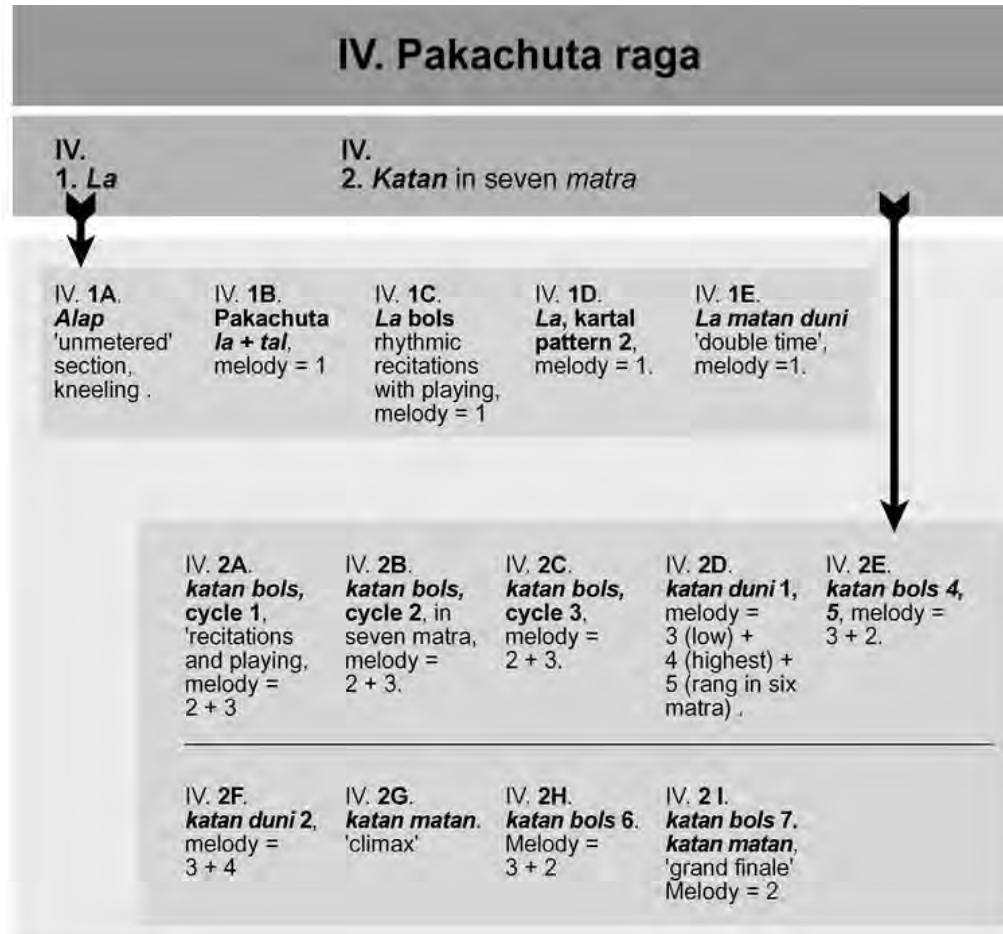 IV. Pakachuta raga
IV.
1. La
IV.
2. Katan in seven matra
IV. 1A.
Alap
'unmetered'
section,
kneeling .
IV. 1B.
Pakachuta
la + tal,
melody = 1
IV. 1C.
La bols
rhythmic
recitations
with playing,
melody = 1
IV. 1D.
La, kartal
pattern 2,
melody = 1.
IV. 1E.
La matan duni
'double time',
melody =1.
IV. 2A.
katan bols,
cycle 1,
'recitations
and playing,
melody =
2 + 3
IV. 2B.
katan bols,
cycle 2, in
seven matra,
melody =
2 + 3.
IV. 2C.
katan bols,
cycle 3,
melody =
2 + 3.
IV. 2D.
katan duni 1,
melody =
3 (low) +
4 (highest) +
5 (rang in six
matra) .
IV. 2E.
katan bols 4,
5, melody =
3 + 2.
IV. 2F.
katan duni 2,
melody =
3 + 4
IV. 2G.
katan matan.
'climax'
IV. 2H.
katan bols 6.
Melody =
3 + 2
IV. 2 I.
katan bols 7.
katan matan,
'grand finale'
Melody = 2